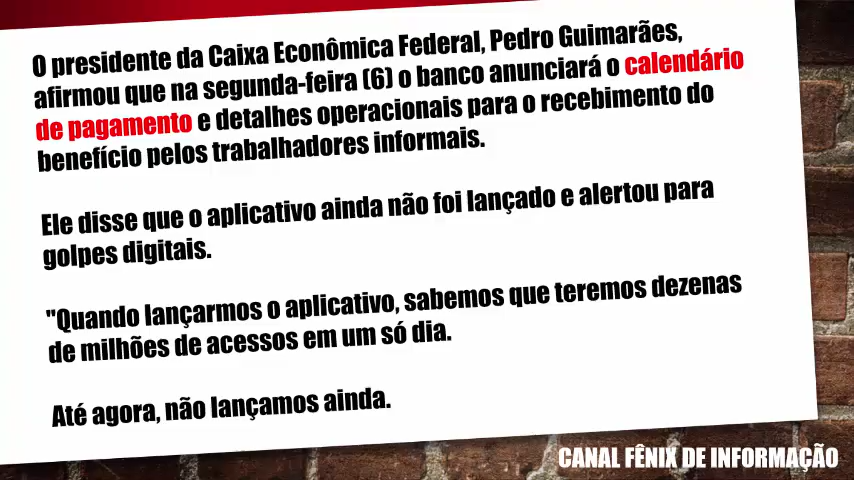 O presidente da Caixa Econômica Federal, Pedro Guimarães,
afirmou que na segunda-feira (6) o banco anunciará o calendário
de pagamento e detalhes operacionais para o recebimento do
benefício pelos trabalhadores informais.
Ele disse que o aplicativo ainda não foi lançado e alertou para
golpes digitais.
"Quando lançarmos o aplicativo, sabemos que teremos dezenas
de milhões de acessos em um só dia.
Até agora, não lançamos ainda.
CANAL FÊNIX DE INFORMAÇÃO